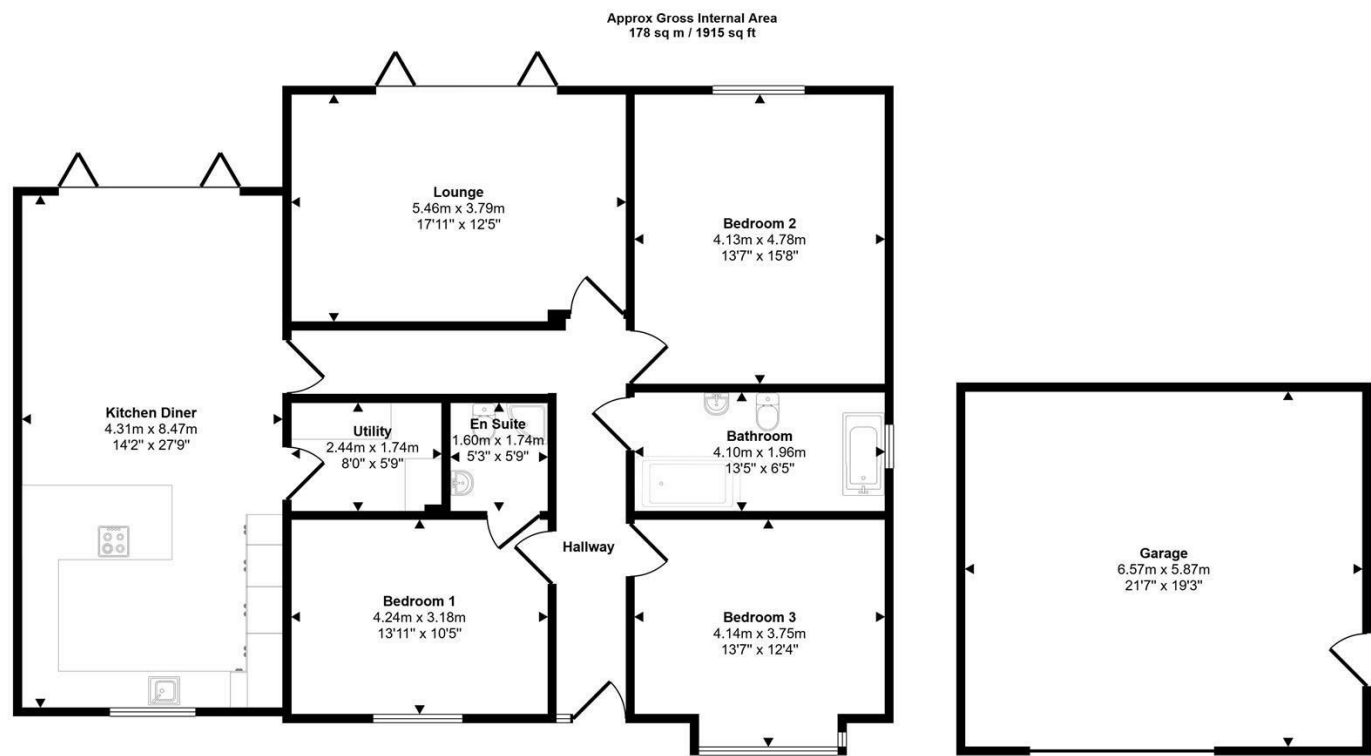 Approx Gross Internal Area
178 sq m / 1915 sq ft
Lounge
5.46m x 3.79m
17'11" x 12'5"
Bedroom 2
4.13m x 4.78m
13'7" x 15'8"
Kitchen Diner
4.31m x 8.47m
14'2" x 27'9"
Utility
2.44m x 1.74m
8'0" x 5'9"
En Suite
1.60m x 1.74m
5'3" x 5'9"
Bathroom
4.10m x 1.96m
13'5" x 6'5"
Hallway
Bedroom 1
4.24m x 3.18m
13'11" x 10'5"
Bedroom 3
4.14m x 3.75m
13'7" x 12'4"
Garage
6.57m x 5.87m
21'7" x 19'3"